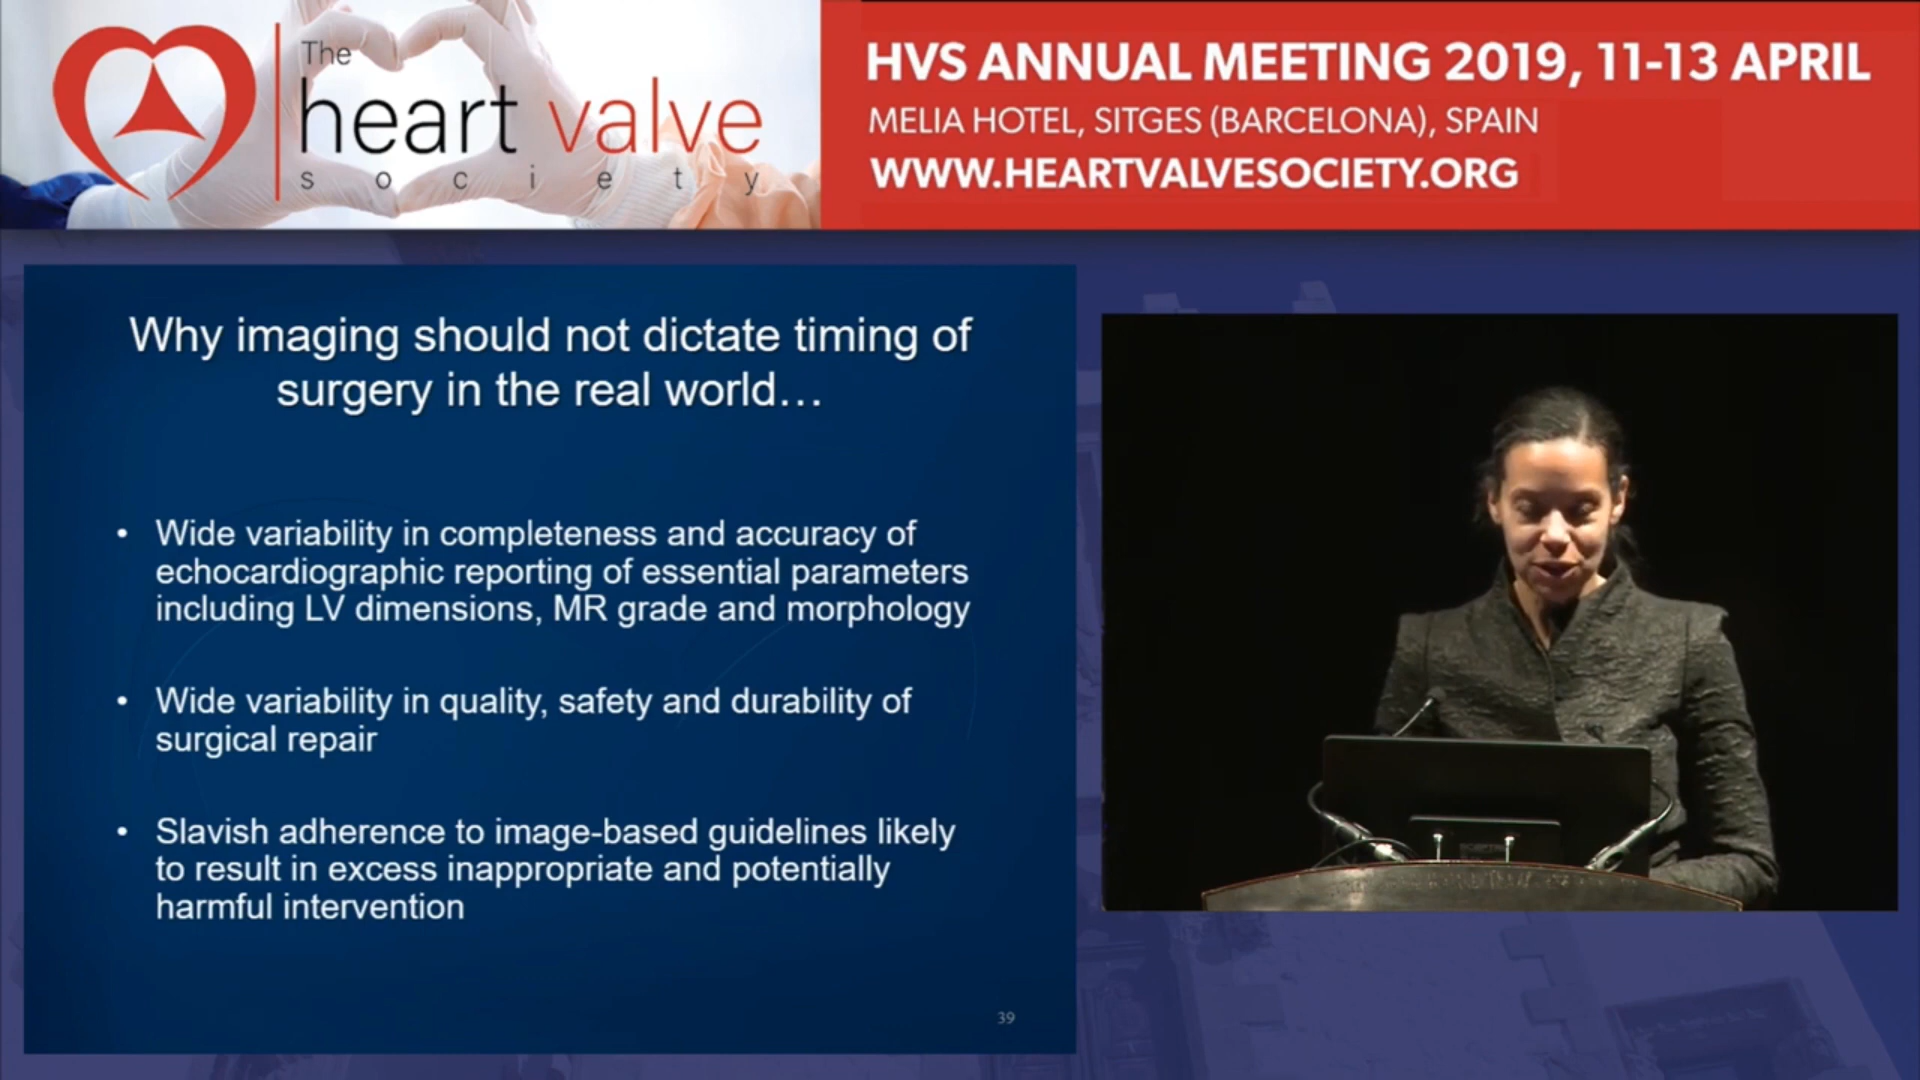 The
heart valve
society
HVS ANNUAL MEETING 2019, 11-13 APRIL
MELIA HOTEL, SITGES (BARCELONA), SPAIN
WWW.HEARTVALVESOCIETY.ORG
Why imaging should not dictate timing of
surgery in the real world…
• Wide variability in completeness and accuracy of
echocardiographic reporting of essential parameters
including LV dimensions, MR grade and morphology
• Wide variability in quality, safety and durability of
surgical repair
• Slavish adherence to image-based guidelines likely
to result in excess inappropriate and potentially
harmful intervention
39